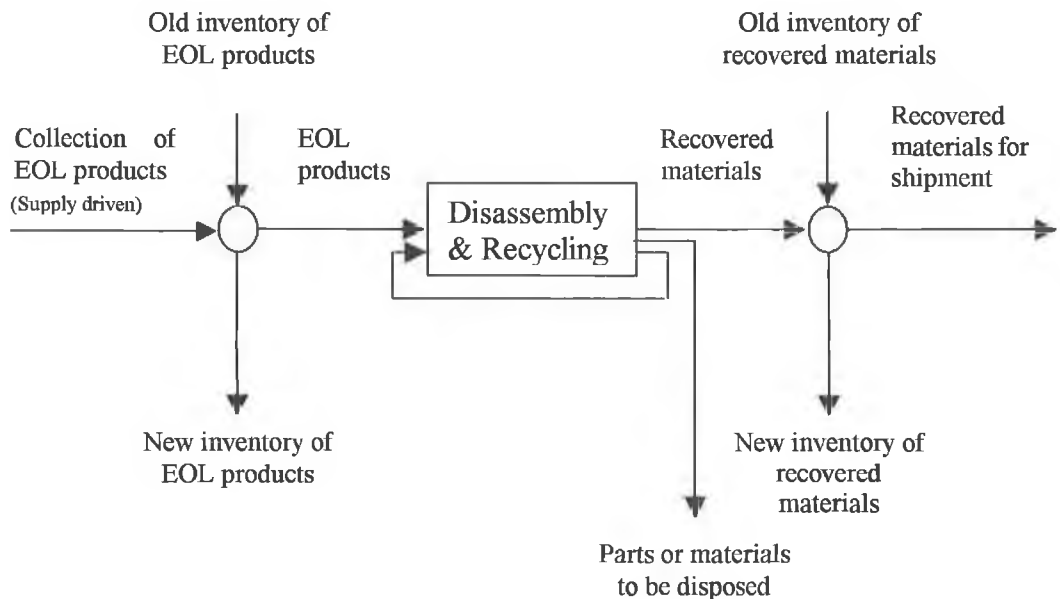 Old inventory of
EOL products
Old inventory of
recovered materials
Collection of
EOL products
(Supply driven)
EOL
products
Recovered
materials
Recovered
materials for
shipment
Disassembly
& Recycling
New inventory of
EOL products
New inventory of
recovered
materials
Parts or materials
to be disposed